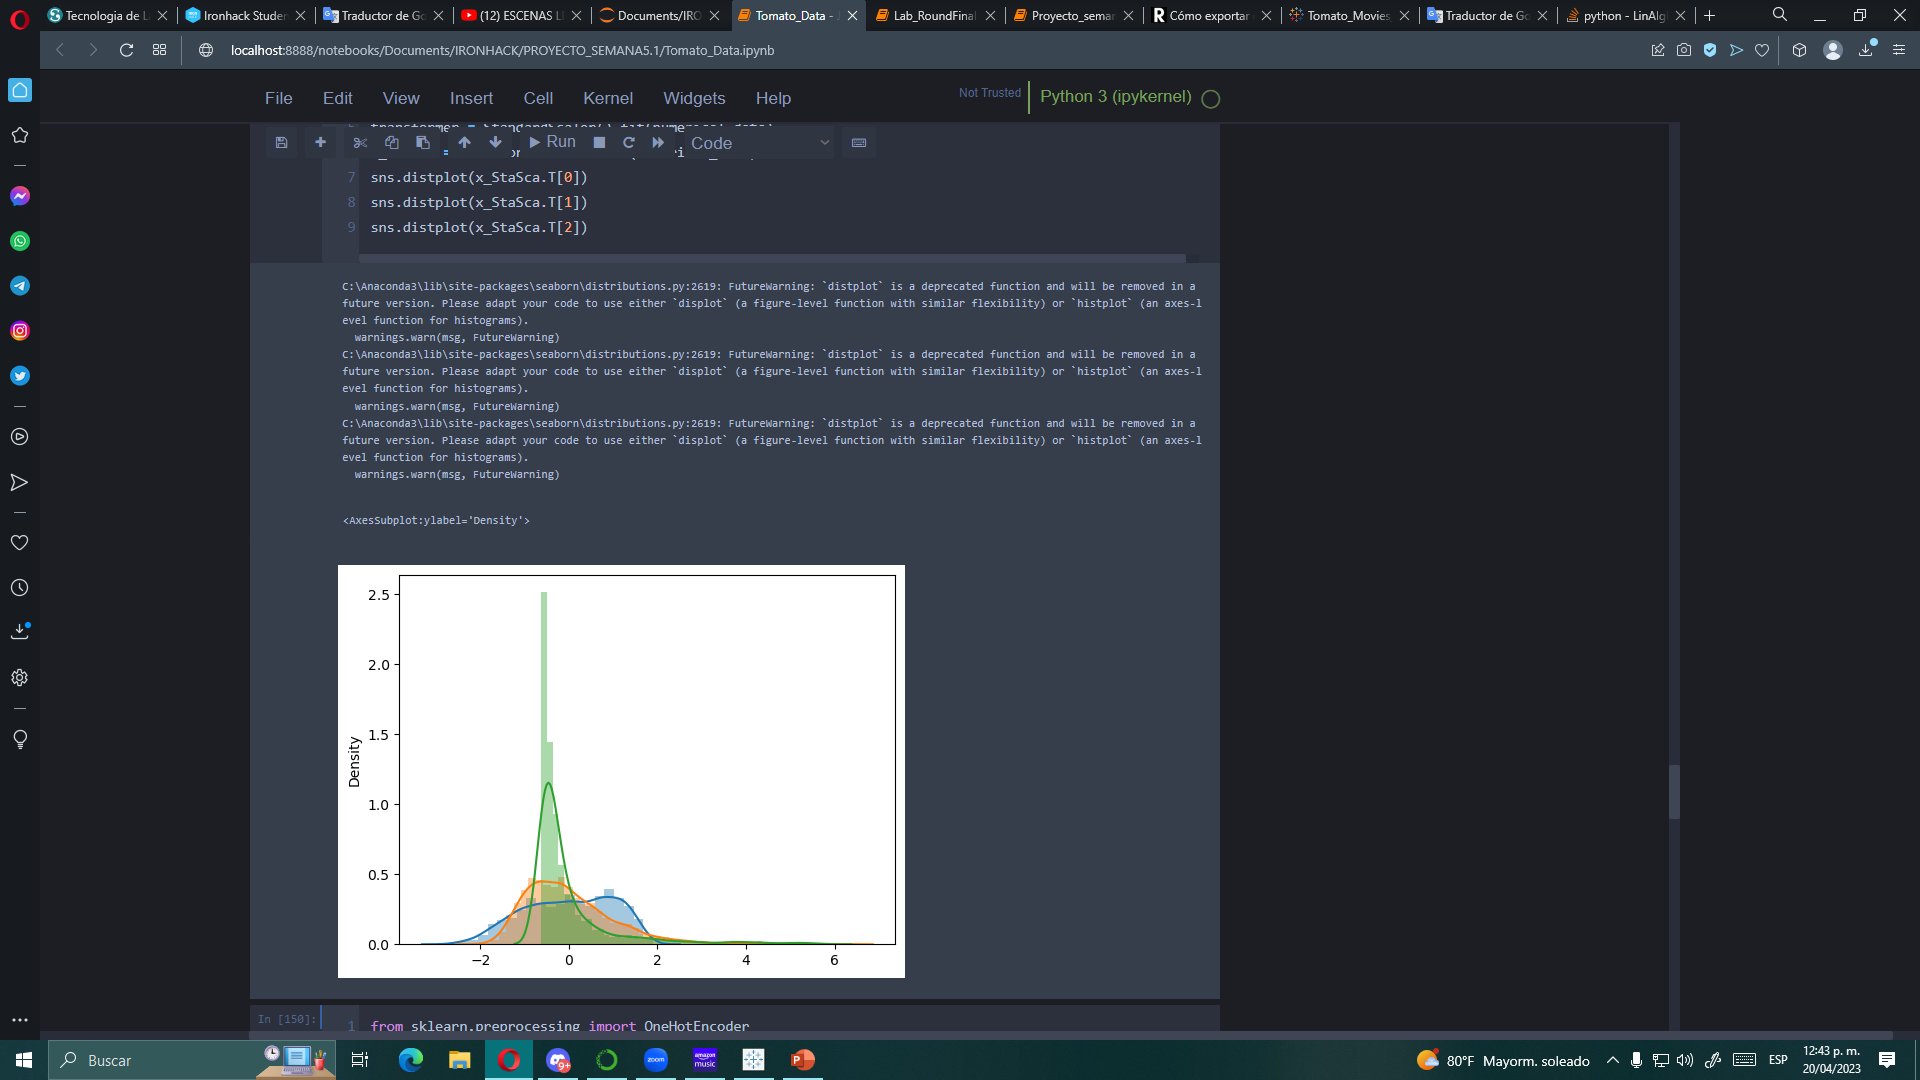 Tecnologia de L
Ironhack Studen
Traductor de Go
(12) ESCENAS LI
Documents/IRO
Tomato_Data - J
Lab_RoundFinal
Proyecto_semar
Cómo exportar
Tomato_Movies
Traductor de Go
python - LinAlg
localhost:8888/notebooks/Documents/IRONHACK/PROYECTO_SEMANA5.1/Tomato_Data.ipynb
File Edit View Insert Cell Kernel Widgets Help
Not Trusted
Python 3 (ipykernel)
Run
Code
7 sns.distplot(x_StaSca.T[0])
8 sns.distplot(x_StaSca.T[1])
9 sns.distplot(x_StaSca.T[2])
C:\Anaconda3\lib\site-packages\seaborn\distributions.py:2619: FutureWarning: `distplot` is a deprecated function and will be removed in a
future version. Please adapt your code to use either `displot` (a figure-level function with similar flexibility) or `histplot` (an axes-l
evel function for histograms).
warnings.warn(msg, FutureWarning)
C:\Anaconda3\lib\site-packages\seaborn\distributions.py:2619: FutureWarning: `distplot` is a deprecated function and will be removed in a
future version. Please adapt your code to use either `displot` (a figure-level function with similar flexibility) or `histplot` (an axes-l
evel function for histograms).
warnings.warn(msg, FutureWarning)
C:\Anaconda3\lib\site-packages\seaborn\distributions.py:2619: FutureWarning: `distplot` is a deprecated function and will be removed in a
future version. Please adapt your code to use either `displot` (a figure-level function with similar flexibility) or `histplot` (an axes-l
evel function for histograms).
warnings.warn(msg, FutureWarning)
<AxesSubplot:ylabel='Density'>
2.5
2.0
1.5
1.0
0.5
0.0
Density
−2 0 2 4 6
In [150]:
1 from sklearn.preprocessing import OneHotEncoder
Buscar
9+
zoom
amazon
music
80°F Mayorm. soleado
ESP
12:43 p. m.
20/04/2023